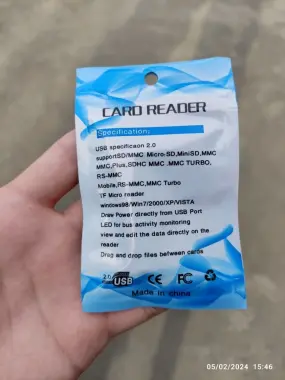 CARD READER
Specification:
USB specificaon 2.0
supportSD/MMC. Micro-SD,MiniSD,MMC
MMC,Plus,SDHC MMC .MMC TURBO,
RS-MMC
Mobile,RS-MMC,MMC Turbo
TF Micro reader
windows98/Win7/2000/XP/VISTA
Draw Power directly from USB Port
LED for bus activity monitoring
view and edit the data directly on the
reader
Drag and drop files between cards
2.0 USB CE FC
Made in china
05/02/2024 15:46